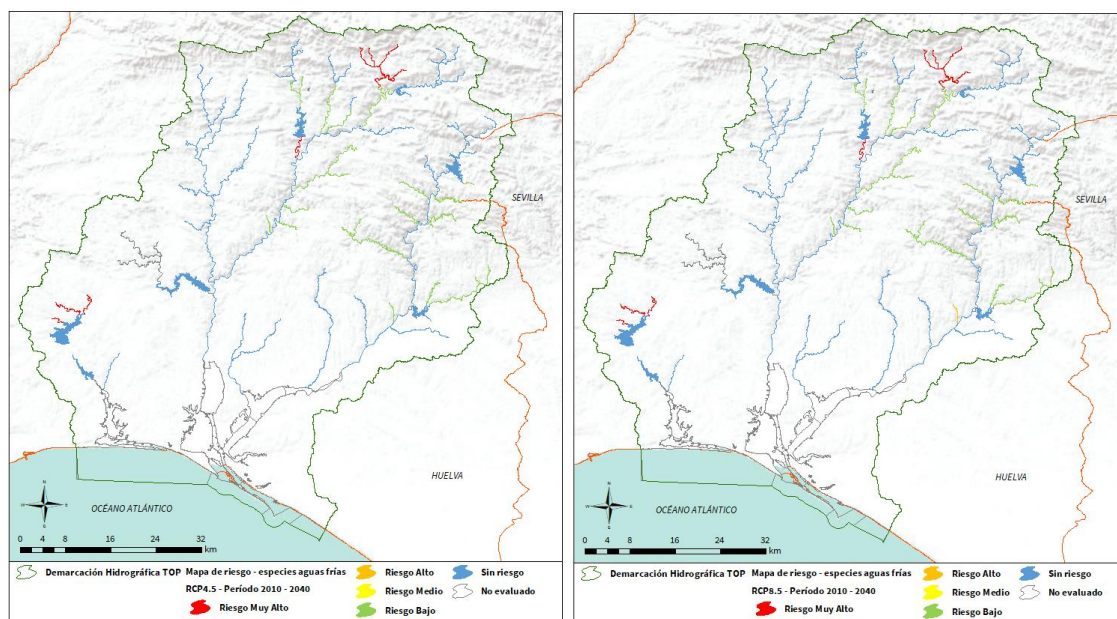 SEVILLA
HUELVA
OCÉANO ATLÁNTICO
N
0 4 8 16 24 32
km
Demarcación Hidrográfica TOP
Mapa de riesgo - especies aguas frías
RCP4.5 - Período 2010 - 2040
Riesgo Muy Alto
Riesgo Alto
Riesgo Medio
Riesgo Bajo
Sin riesgo
No evaluado
SEVILLA
HUELVA
OCÉANO ATLÁNTICO
N
0 4 8 16 24 32
km
Demarcación Hidrográfica TOP
Mapa de riesgo - especies aguas frías
RCP8.5 - Período 2010 - 2040
Riesgo Muy Alto
Riesgo Alto
Riesgo Medio
Riesgo Bajo
Sin riesgo
No evaluado